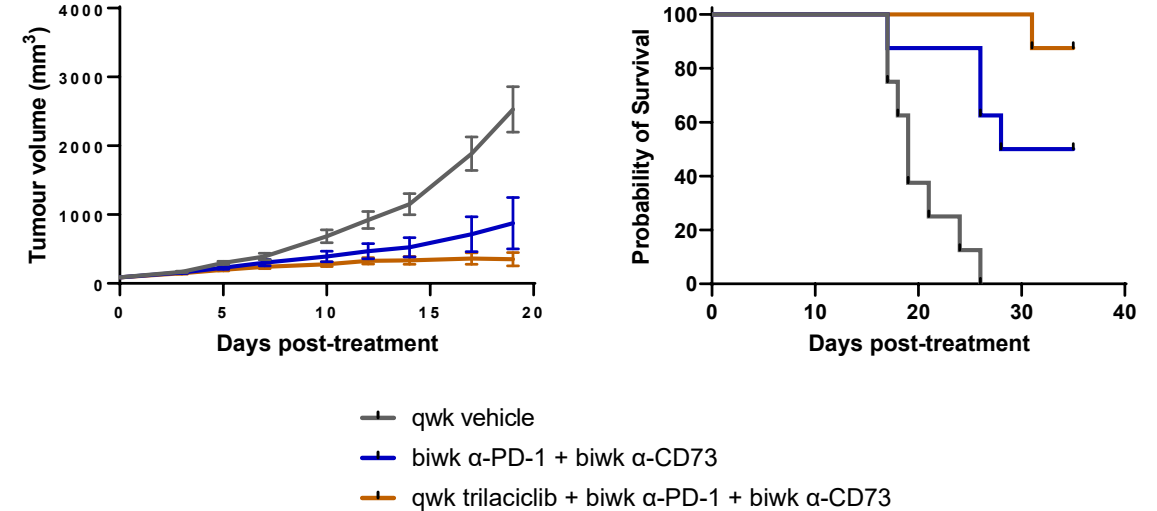 4000
3000
2000
1000
0
Tumour volume (mm³)
0 5 10 15 20
Days post-treatment
100
80
60
40
20
0
Probability of Survival
0 10 20 30 40
Days post-treatment
qwk vehicle
biwk α-PD-1 + biwk α-CD73
qwk trilaciclib + biwk α-PD-1 + biwk α-CD73